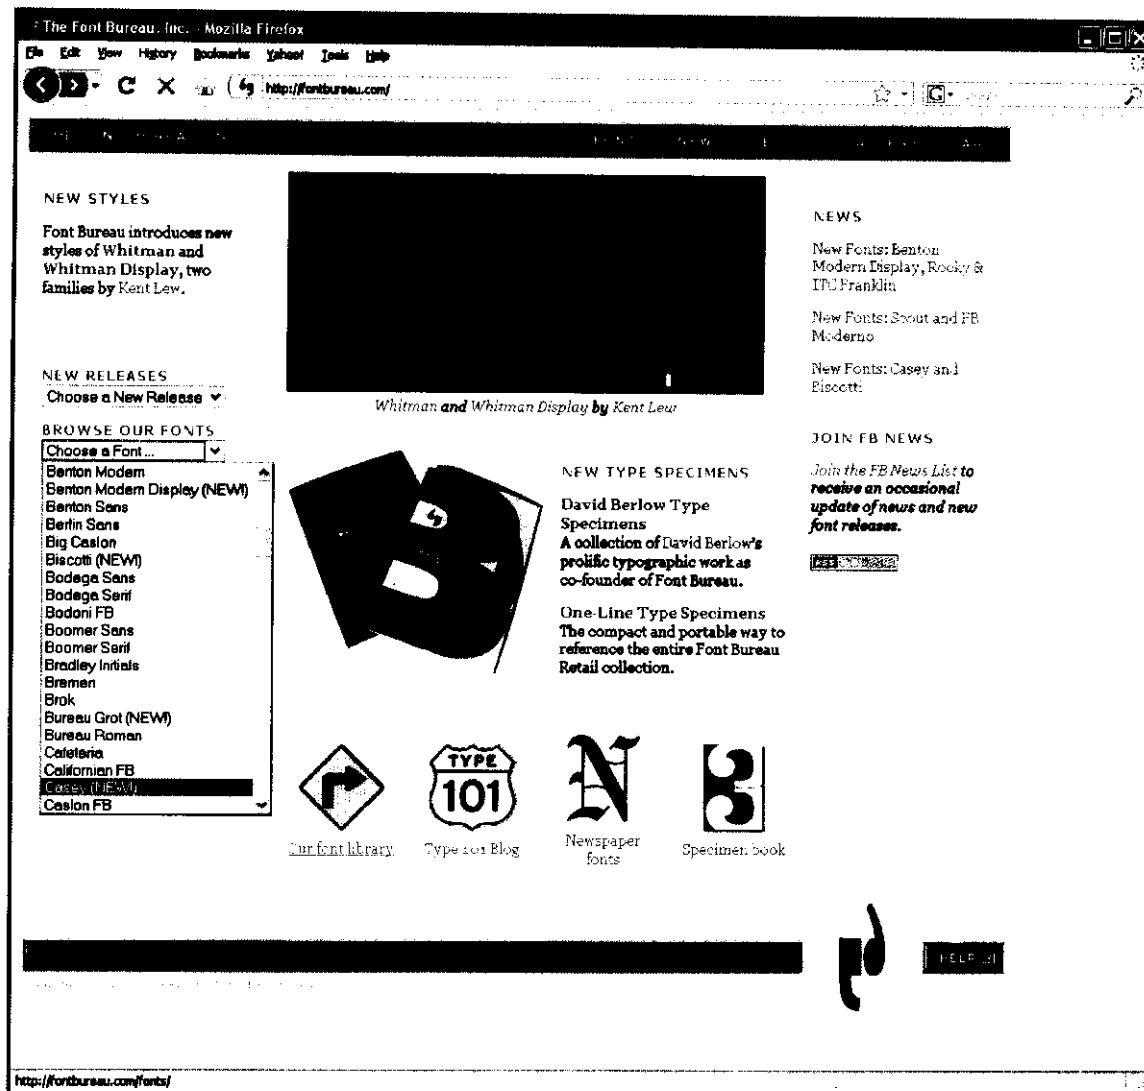 The Font Bureau, Inc. - Mozilla Firefox
File Edit View History Bookmarks Yahoo! Tools Help
http://fontbureau.com/
NEW STYLES
Font Bureau introduces new
styles of Whitman and
Whitman Display, two
families by Kent Lew.
NEW RELEASES
Choose a New Release
BROWSE OUR FONTS
Choose a Font...
Benton Modern
Benton Modern Display (NEW!)
Benton Sans
Berlin Sans
Big Caslon
Biscotti (NEW!)
Bodega Sans
Bodega Serif
Bodoni FB
Boomer Sans
Boomer Serif
Bradley Initials
Bremen
Brok
Bureau Grot (NEW!)
Bureau Roman
Cafeteria
Californian FB
Casey (NEW!)
Caslon FB
Whitman and Whitman Display by Kent Lew
NEW TYPE SPECIMENS
David Berlow Type
Specimens
A collection of David Berlow's
prolific typographic work as
co-founder of Font Bureau.
One-Line Type Specimens
The compact and portable way to
reference the entire Font Bureau
Retail collection.
TYPE
101
N
3
Our font library
Type 101 Blog
Newspaper
fonts
Specimen book
NEWS
New Fonts: Benton
Modern Display, Rocky &
ITC Franklin
New Fonts: Scout and FB
Moderno
New Fonts: Casey and
Biscotti
JOIN FB NEWS
Join the FB News List to
receive an occasional
update of news and new
font releases.
HELP
http://fontbureau.com/fonts/